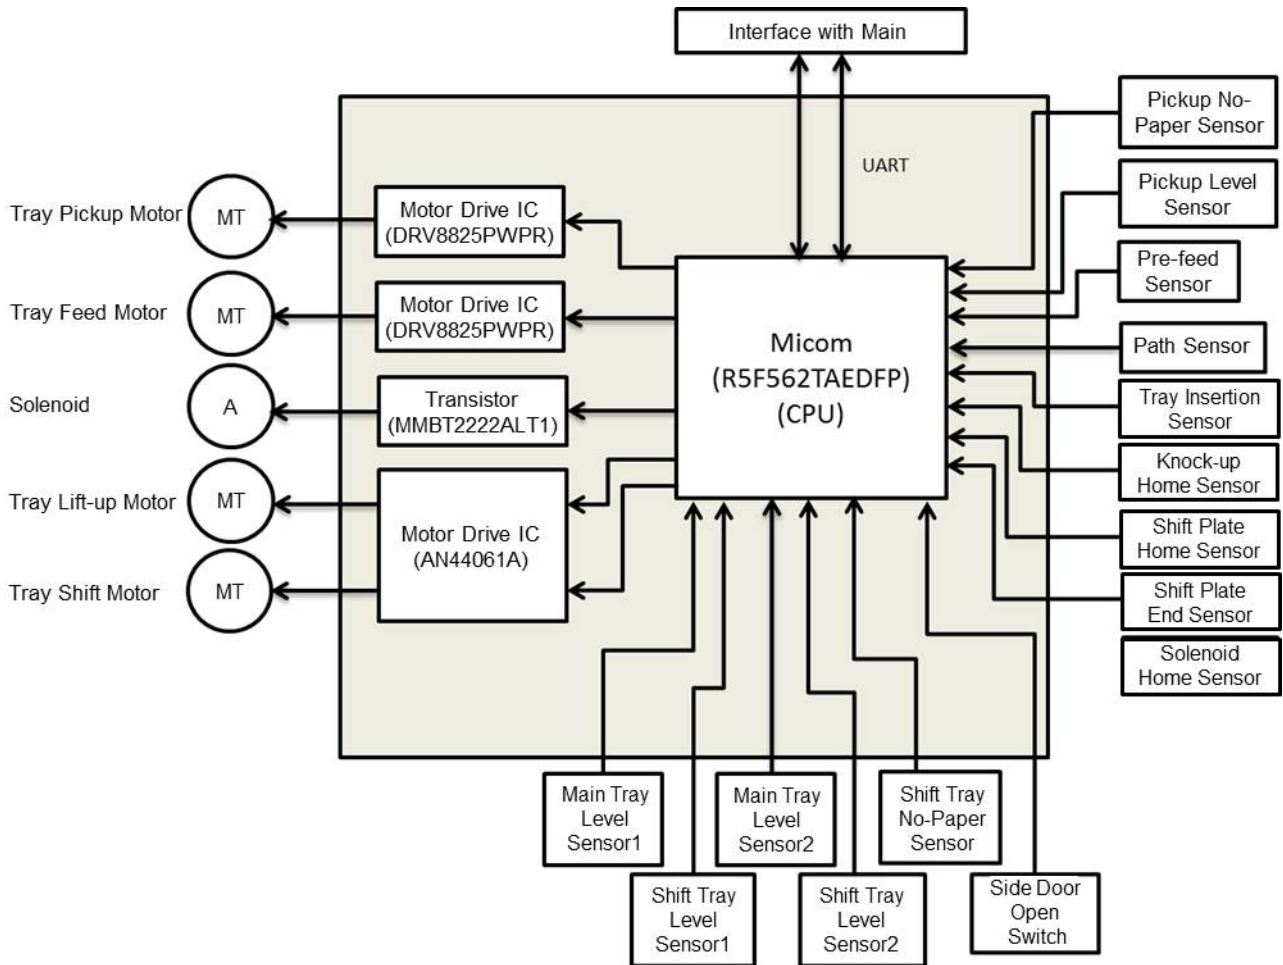 Interface with Main
UART
Pickup No-
Paper Sensor
Pickup Level
Sensor
Pre-feed
Sensor
Path Sensor
Tray Insertion
Sensor
Knock-up
Home Sensor
Shift Plate
Home Sensor
Shift Plate
End Sensor
Solenoid
Home Sensor
Tray Pickup Motor
MT
Motor Drive IC
(DRV8825PWPR)
Tray Feed Motor
MT
Motor Drive IC
(DRV8825PWPR)
Solenoid
A
Transistor
(MMBT2222ALT1)
Tray Lift-up Motor
MT
Motor Drive IC
(AN44061A)
Tray Shift Motor
MT
Micom
(R5F562TAEDFP)
(CPU)
Main Tray
Level
Sensor1
Main Tray
Level
Sensor2
Shift Tray
No-Paper
Sensor
Shift Tray
Level
Sensor1
Shift Tray
Level
Sensor2
Side Door
Open
Switch